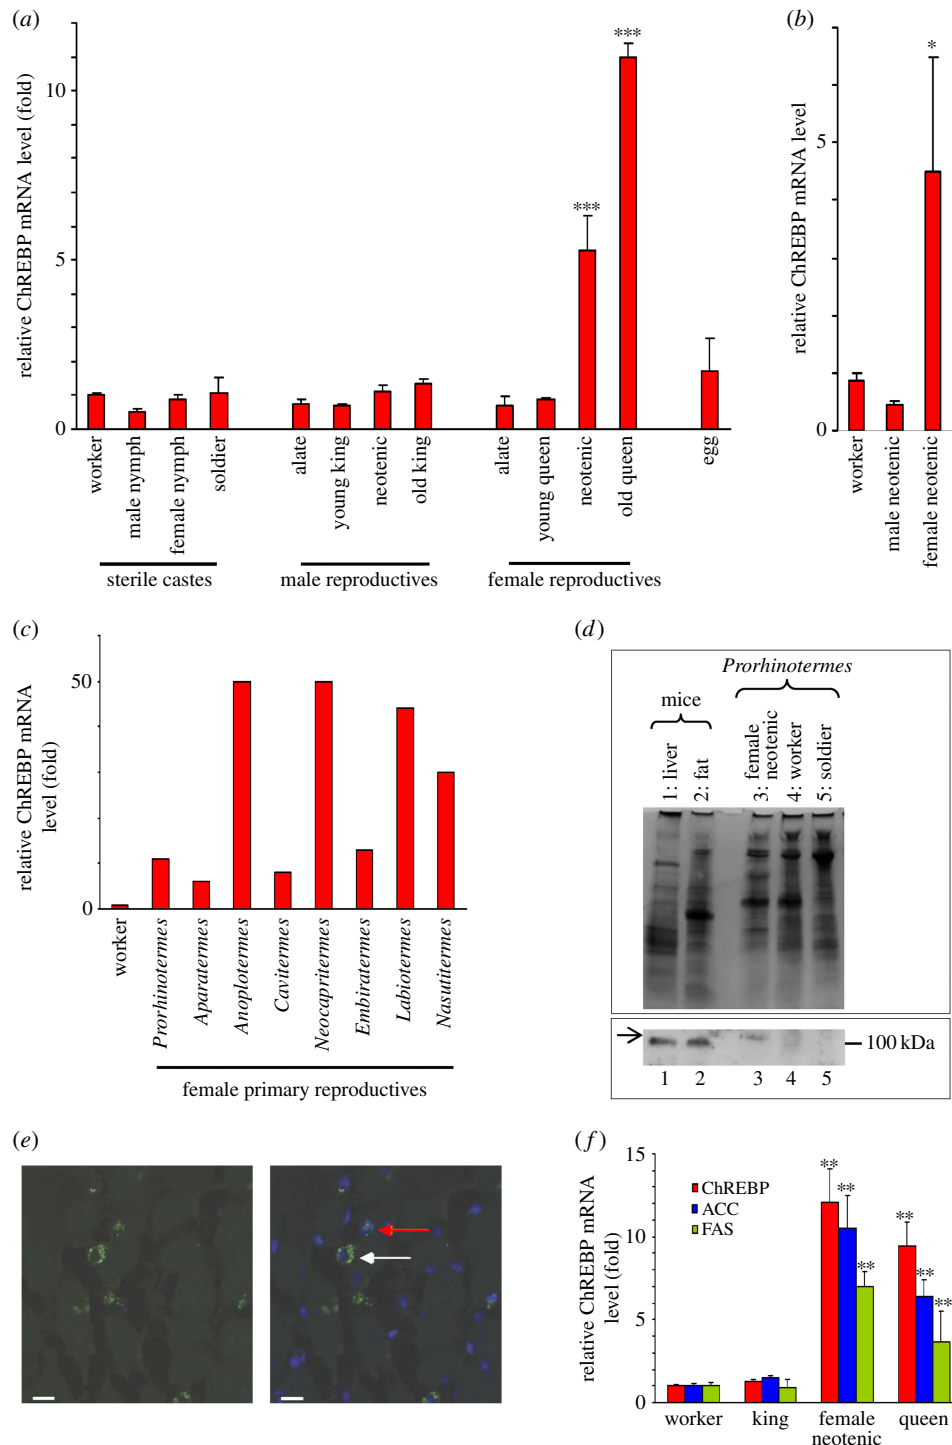 (a)
relative ChREBP mRNA level (fold)
10
5
0
***
***
worker
male nymph
female nymph
soldier
alate
young king
neotenic
old king
alate
young queen
neotenic
old queen
egg
sterile castes
male reproductives
female reproductives
(b)
relative ChREBP mRNA level
5
0
*
worker
male neotenic
female neotenic
(c)
relative ChREBP mRNA
level (fold)
50
0
worker
Prorhinotermes
Aparatermes
Anoplotermes
Cavitermes
Neocapritermes
Embiratermes
Labiotermes
Nasutitermes
female primary reproductives
(d)
Prorhinotermes
mice
1: liver
2: fat
3: female
neotenic
4: worker
5: soldier
100 kDa
1 2 3 4 5
(e)
(f)
relative ChREBP mRNA
level (fold)
15
10
5
0
ChREBP
ACC
FAS
**
**
**
**
**
**
worker
king
female
neotenic
queen